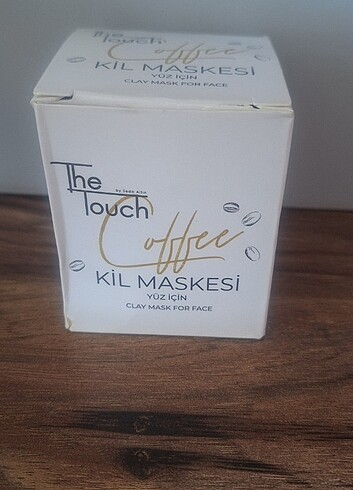 The
Touch
Coffee
KİL MASKESİ
YÜZ İÇİN
CLAY MASK FOR FACE
The
Touch
Coffee
KİL MASKESİ
YÜZ İÇİN
CLAY MASK FOR FACE